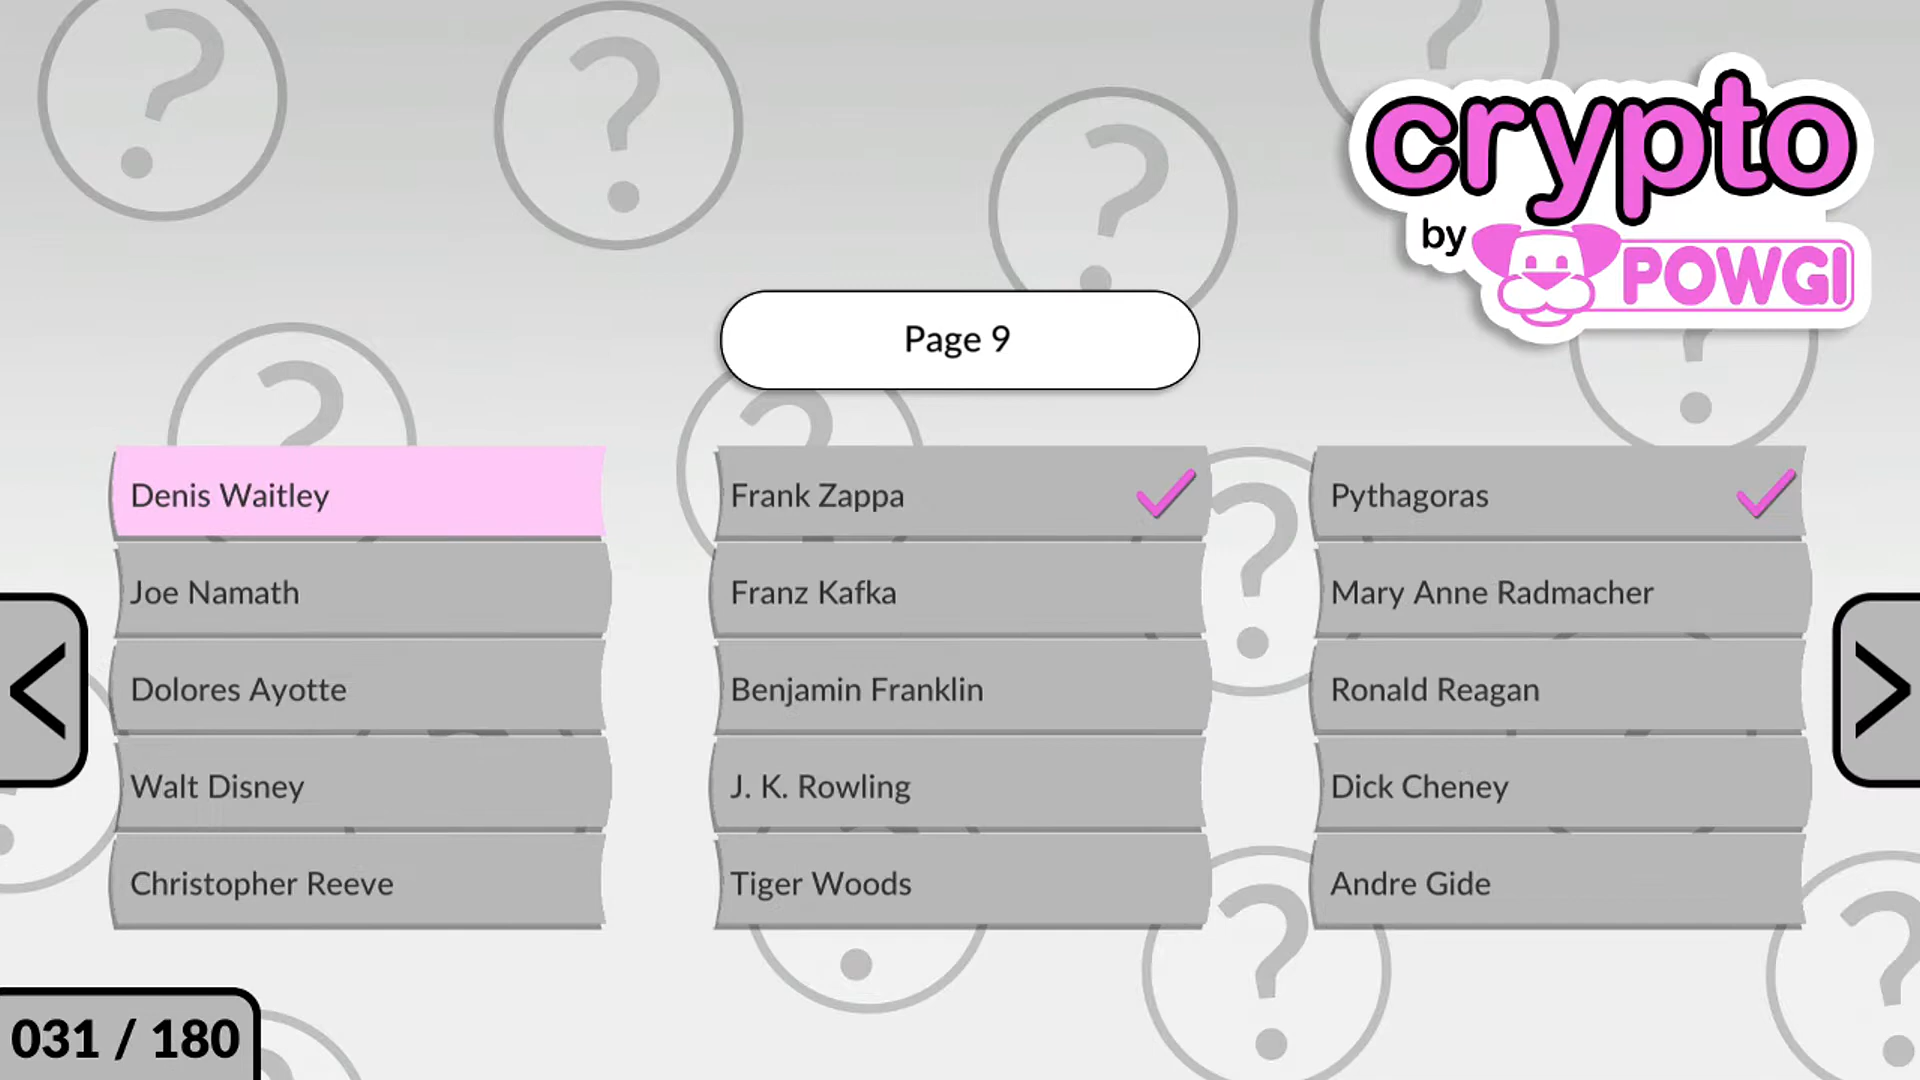 crypto
by POWGI
Page 9
Denis Waitley
Joe Namath
Dolores Ayotte
Walt Disney
Christopher Reeve
Frank Zappa
Franz Kafka
Benjamin Franklin
J. K. Rowling
Tiger Woods
Pythagoras
Mary Anne Radmacher
Ronald Reagan
Dick Cheney
Andre Gide
031 / 180